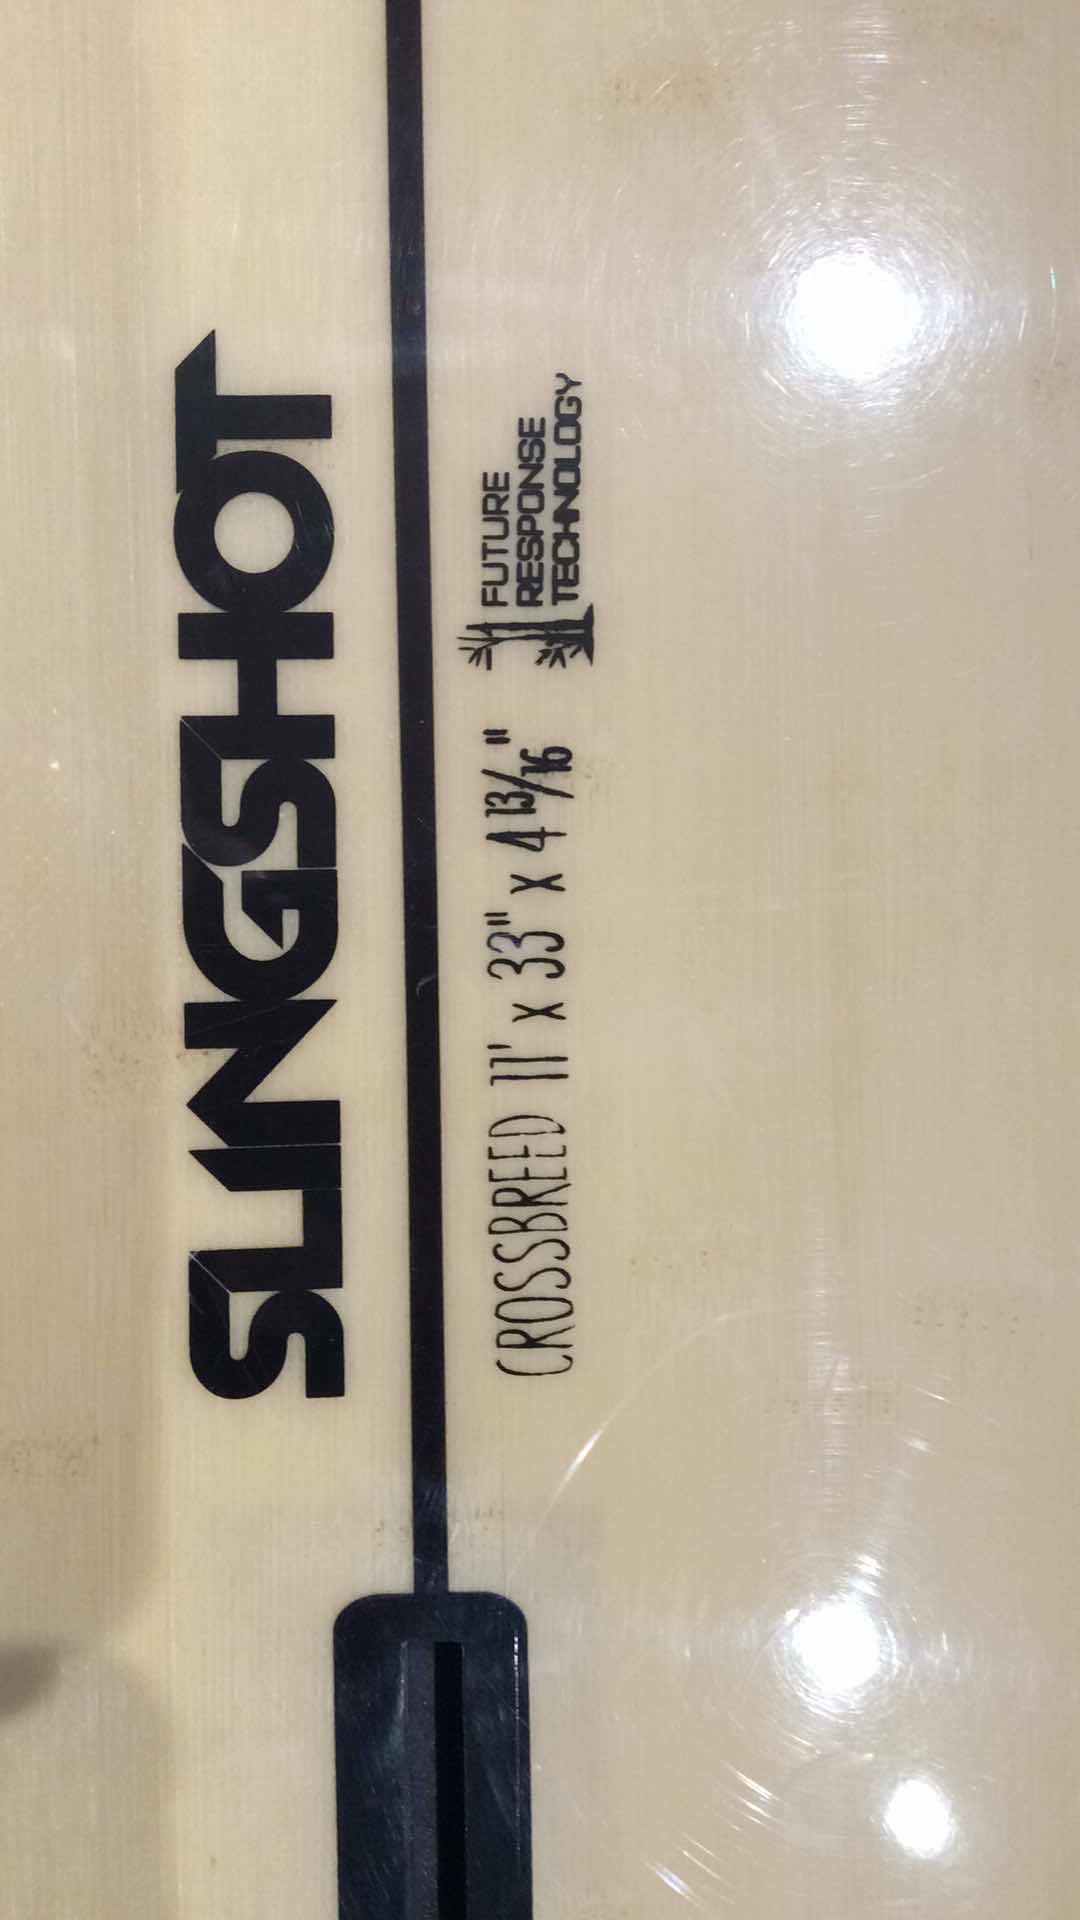 SLINGSHOT
CROSSBREED 11' x 33" x 4 13/16"
FUTURE
RESPONSE
TECHNOLOGY